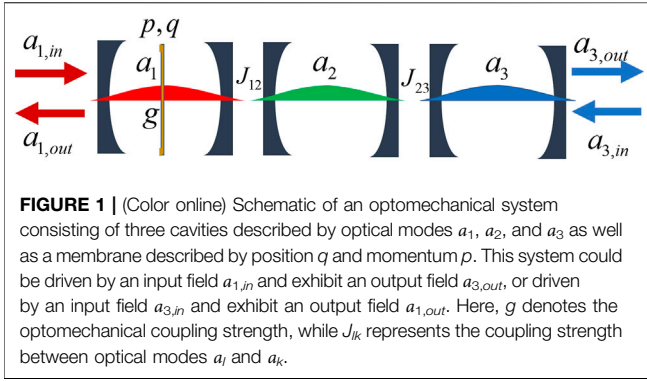 p, q
a1,in a1 J12 a2 J23 a3 a3,out
g
a1,out a3,in
FIGURE 1 | (Color online) Schematic of an optomechanical system
consisting of three cavities described by optical modes a1, a2, and a3 as well
as a membrane described by position q and momentum p. This system could
be driven by an input field a1,in and exhibit an output field a3,out, or driven
by an input field a3,in and exhibit an output field a1,out. Here, g denotes the
optomechanical coupling strength, while Jlk represents the coupling strength
between optical modes al and ak.